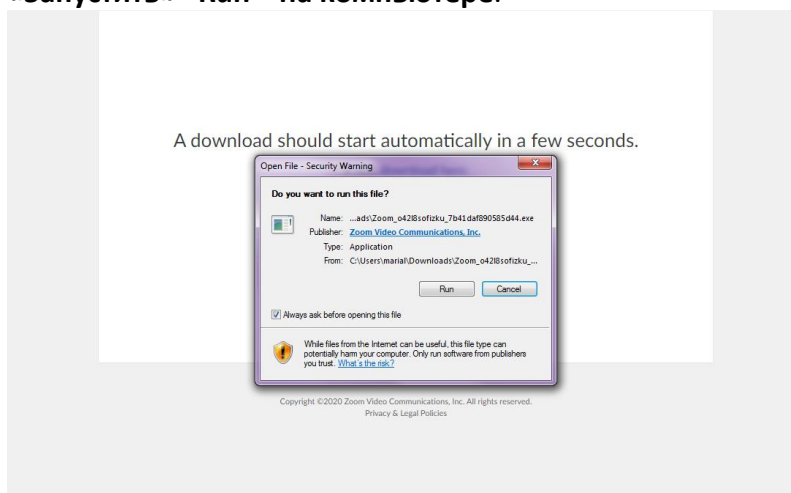 «Запустить» - "Run" - на компьютере.
A download should start automatically in a few seconds.
Open File - Security Warning
Do you want to run this file?
Name: ...ads\Zoom_o42l8sofizku_7b41daf890585d44.exe
Publisher: Zoom Video Communications, Inc.
Type: Application
From: C:\Users\marial\Downloads\Zoom_o42l8sofizku_...
Run Cancel
Always ask before opening this file
While files from the Internet can be useful, this file type can
potentially harm your computer. Only run software from publishers
you trust. What's the risk?
Copyright ©2020 Zoom Video Communications, Inc. All rights reserved.
Privacy & Legal Policies